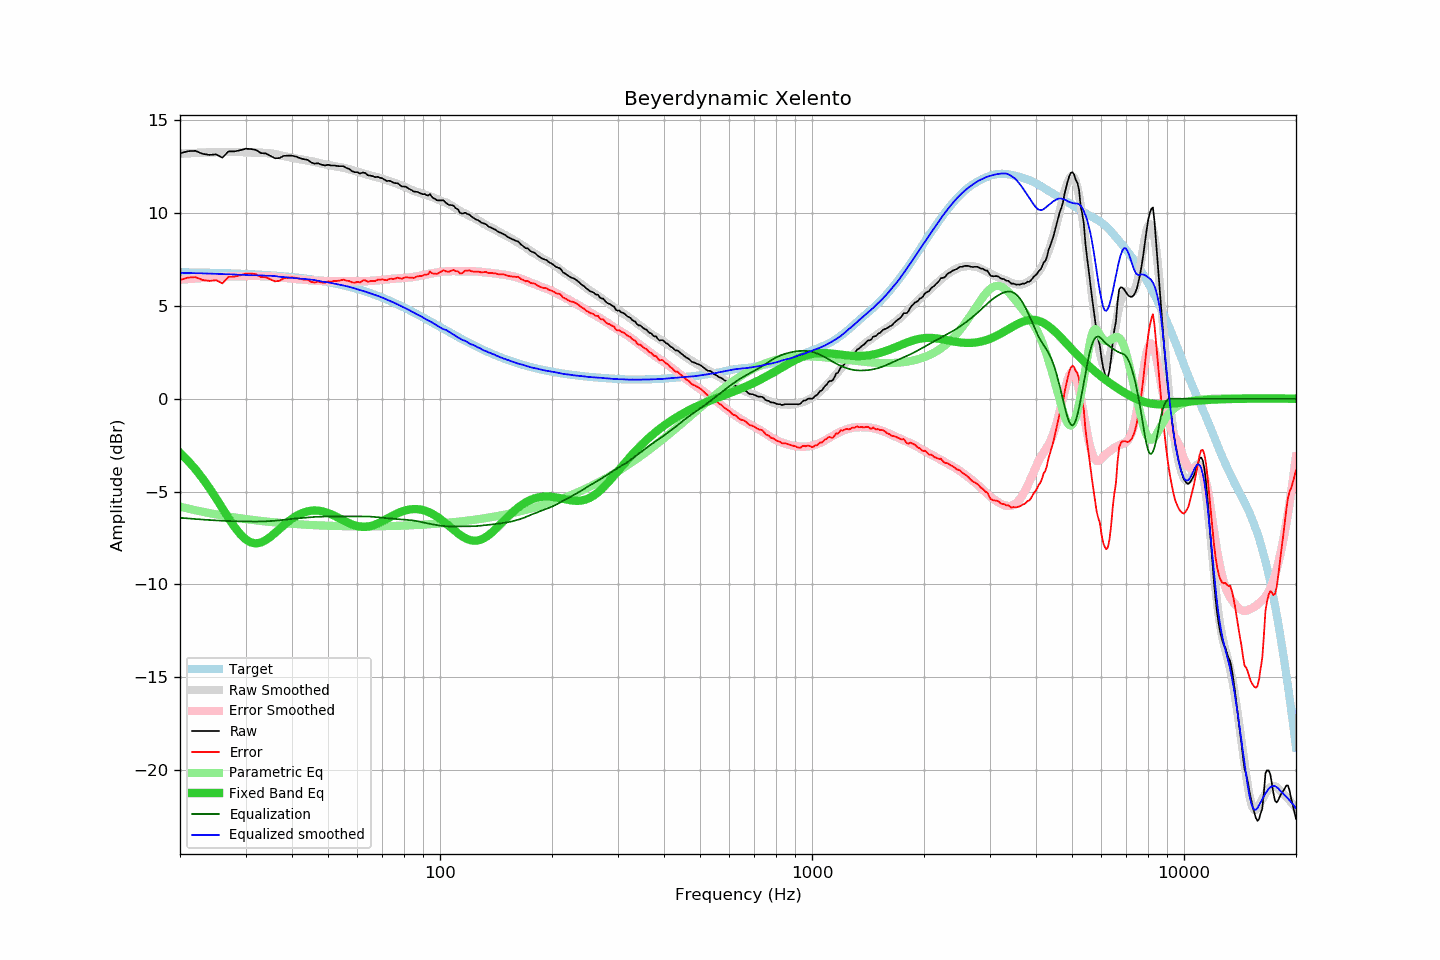 Beyerdynamic Xelento
15
10
5
0
−5
−10
−15
−20
Amplitude (dBr)
Target
Raw Smoothed
Error Smoothed
Raw
Error
Parametric Eq
Fixed Band Eq
Equalization
Equalized smoothed
100
1000
10000
Frequency (Hz)